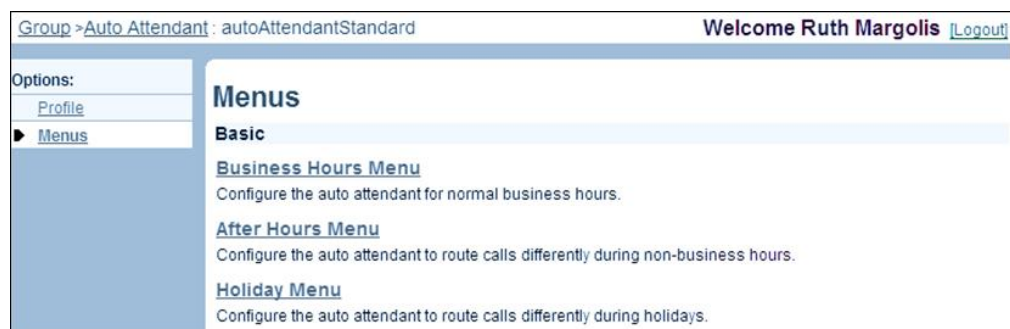 Group >Auto Attendant : autoAttendantStandard
Welcome Ruth Margolis [Logout]
Options:
Profile
Menus
Menus
Basic
Business Hours Menu
Configure the auto attendant for normal business hours.
After Hours Menu
Configure the auto attendant to route calls differently during non-business hours.
Holiday Menu
Configure the auto attendant to route calls differently during holidays.